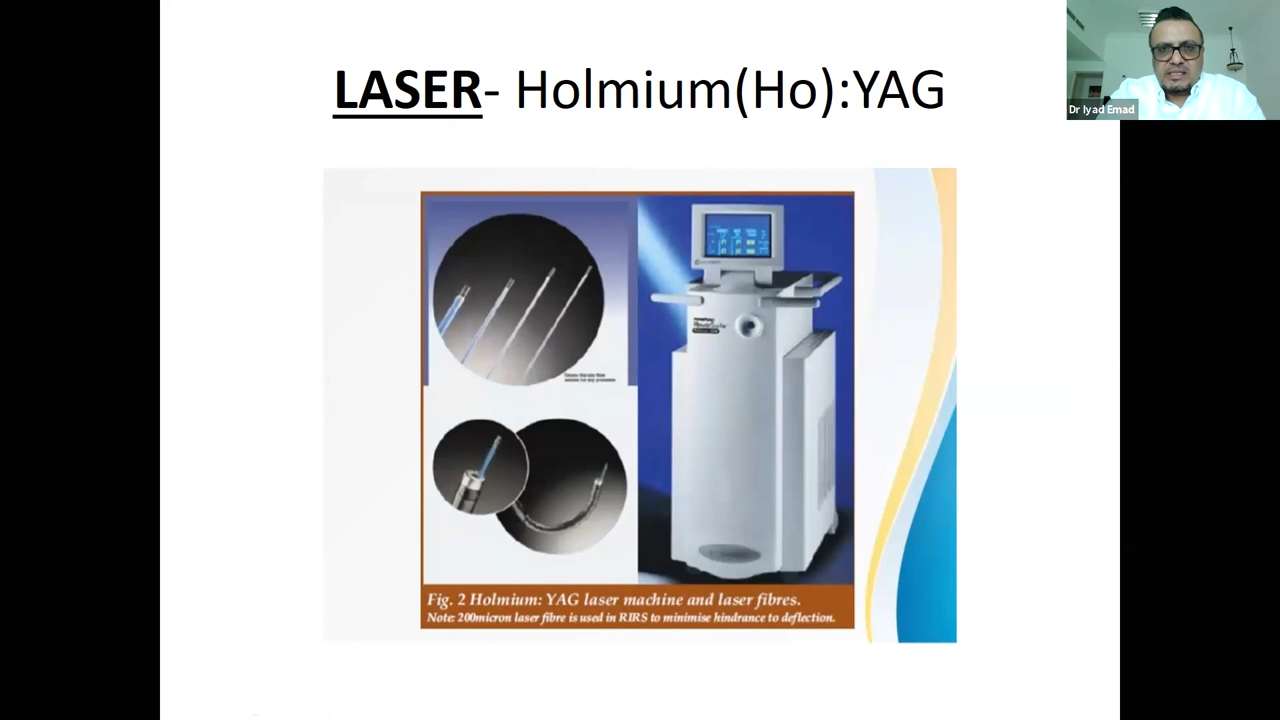 LASER- Holmium(Ho):YAG
Dr Iyad Emad
Fig. 2 Holmium: YAG laser machine and laser fibres.
Note: 200micron laser fibre is used in RIRS to minimise hindrance to deflection.